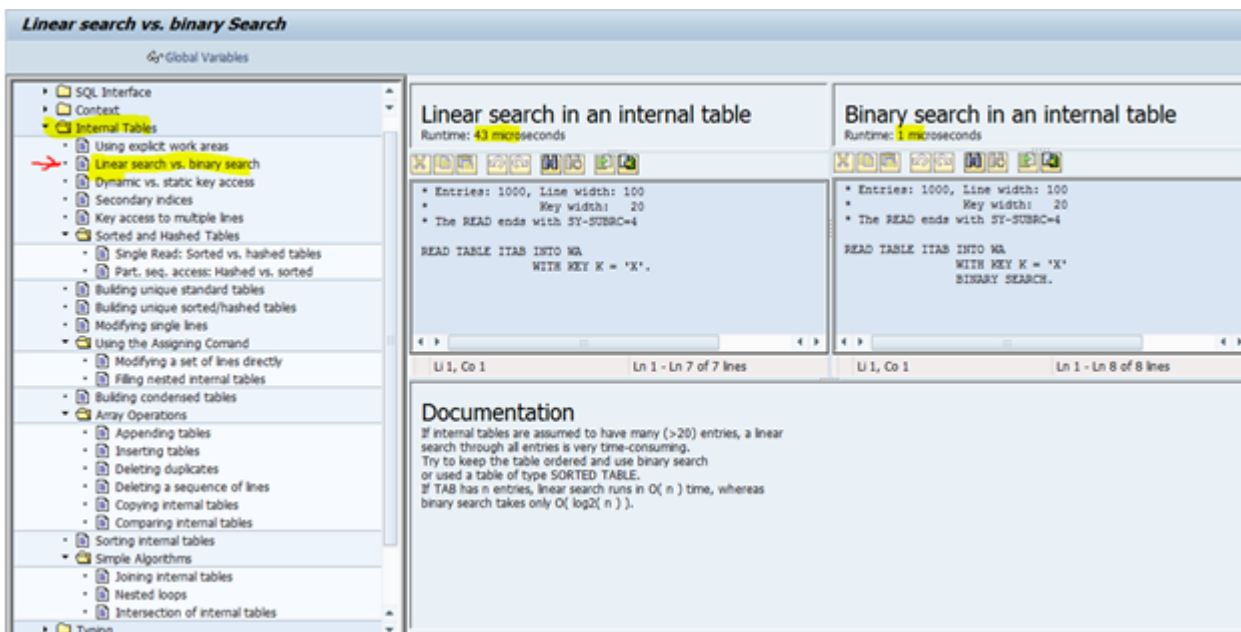 Linear search vs. binary Search
Global Variables
SQL Interface
Context
Internal Tables
Using explicit work areas
Linear search vs. binary search
Dynamic vs. static key access
Secondary indices
Key access to multiple lines
Sorted and Hashed Tables
Single Read: Sorted vs. hashed tables
Part. seq. access: Hashed vs. sorted
Building unique standard tables
Building unique sorted/hashed tables
Modifying single lines
Using the Assigning Comand
Modifying a set of lines directly
Filling nested internal tables
Building condensed tables
Array Operations
Appending tables
Inserting tables
Deleting duplicates
Deleting a sequence of lines
Copying internal tables
Comparing internal tables
Sorting internal tables
Simple Algorithms
Joining internal tables
Nested loops
Intersection of internal tables
Typing
Linear search in an internal table
Runtime: 43 microseconds
* Entries: 1000, Line width: 100
* Key width: 20
* The READ ends with SY-SUBRC=4
READ TABLE ITAB INTO WA
WITH KEY K = 'X'.
Li 1, Co 1 Ln 1 - Ln 7 of 7 lines
Binary search in an internal table
Runtime: 1 microseconds
* Entries: 1000, Line width: 100
* Key width: 20
* The READ ends with SY-SUBRC=4
READ TABLE ITAB INTO WA
WITH KEY K = 'X'
BINARY SEARCH.
Li 1, Co 1 Ln 1 - Ln 8 of 8 lines
Documentation
If internal tables are assumed to have many (>20) entries, a linear
search through all entries is very time-consuming.
Try to keep the table ordered and use binary search
or used a table of type SORTED TABLE.
If TAB has n entries, linear search runs in O( n ) time, whereas
binary search takes only O( log2( n ) ).